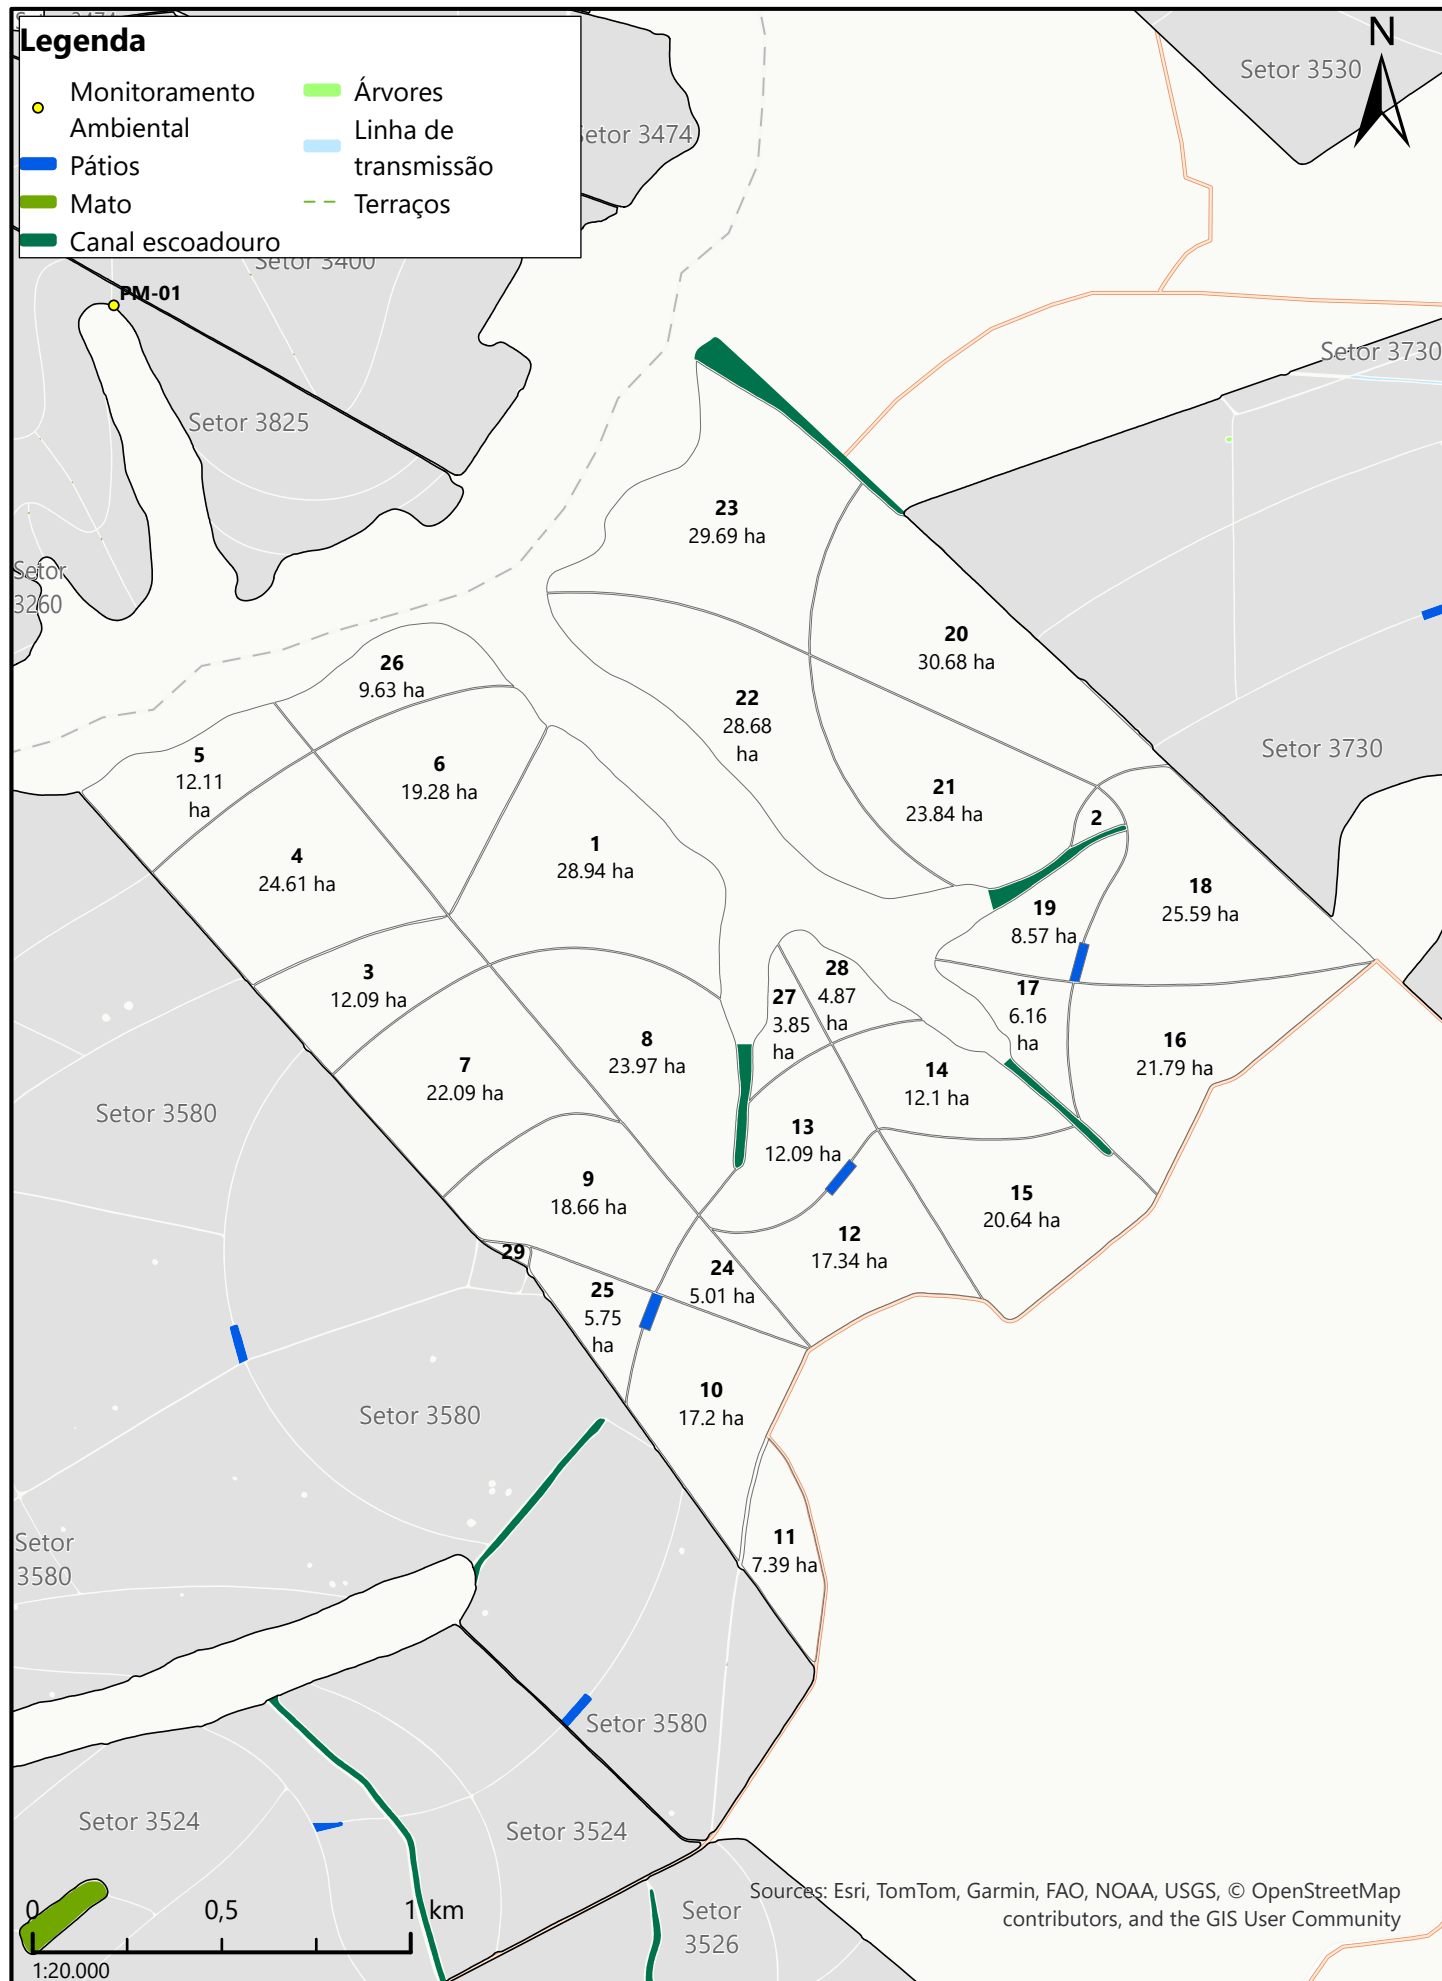 Legenda
Monitoramento
Ambiental
Pátios
Mato
Canal escoadouro
Árvores
Linha de
transmissão
Terraços
N
Setor 3530
Setor 3474
Setor 3400
PM-01
Setor 3730
Setor 3825
23
29.69 ha
Setor
3260
20
30.68 ha
26
9.63 ha
22
28.68
ha
5
12.11
ha
6
19.28 ha
Setor 3730
21
23.84 ha
2
1
28.94 ha
4
24.61 ha
18
25.59 ha
19
8.57 ha
3
12.09 ha
28
4.87
ha
27
3.85
ha
17
6.16
ha
8
23.97 ha
16
21.79 ha
7
22.09 ha
14
12.1 ha
Setor 3580
13
12.09 ha
9
18.66 ha
15
20.64 ha
12
17.34 ha
29
24
5.01 ha
25
5.75
ha
10
17.2 ha
Setor 3580
11
7.39 ha
Setor
3580
Setor 3580
Setor 3524
Setor 3524
Setor
3526
Sources: Esri, TomTom, Garmin, FAO, NOAA, USGS, © OpenStreetMap
contributors, and the GIS User Community
0 0,5 1 km
1:20.000